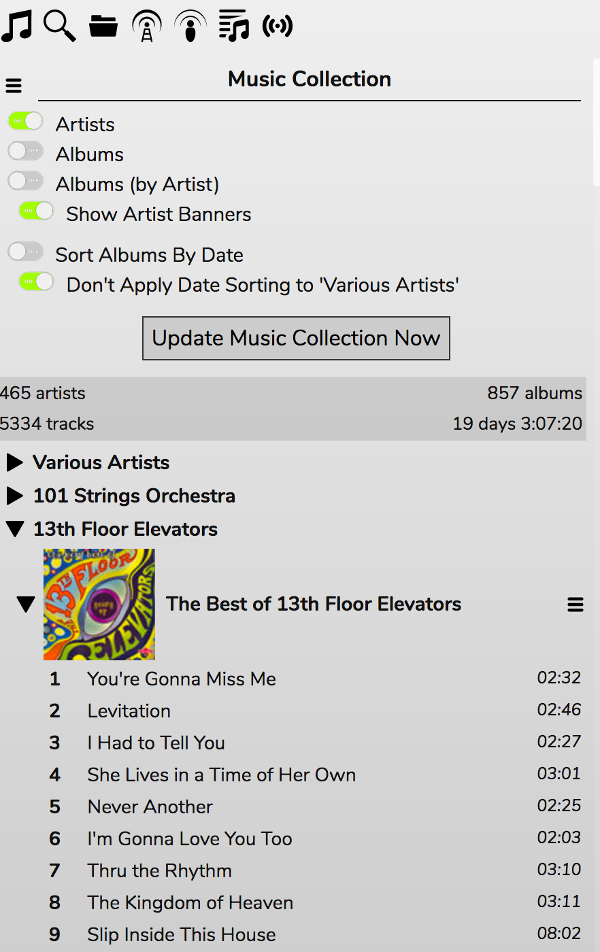 Music Collection
Artists
Albums
Albums (by Artist)
Show Artist Banners
Sort Albums By Date
Don't Apply Date Sorting to 'Various Artists'
Update Music Collection Now
465 artists 857 albums
5334 tracks 19 days 3:07:20
Various Artists
101 Strings Orchestra
13th Floor Elevators
13TH FLOOR
ELEVATORS
The Best of 13th Floor Elevators
1 You're Gonna Miss Me 02:32
2 Levitation 02:46
3 I Had to Tell You 02:27
4 She Lives in a Time of Her Own 03:01
5 Never Another 02:25
6 I'm Gonna Love You Too 02:03
7 Thru the Rhythm 03:10
8 The Kingdom of Heaven 03:11
9 Slip Inside This House 08:02